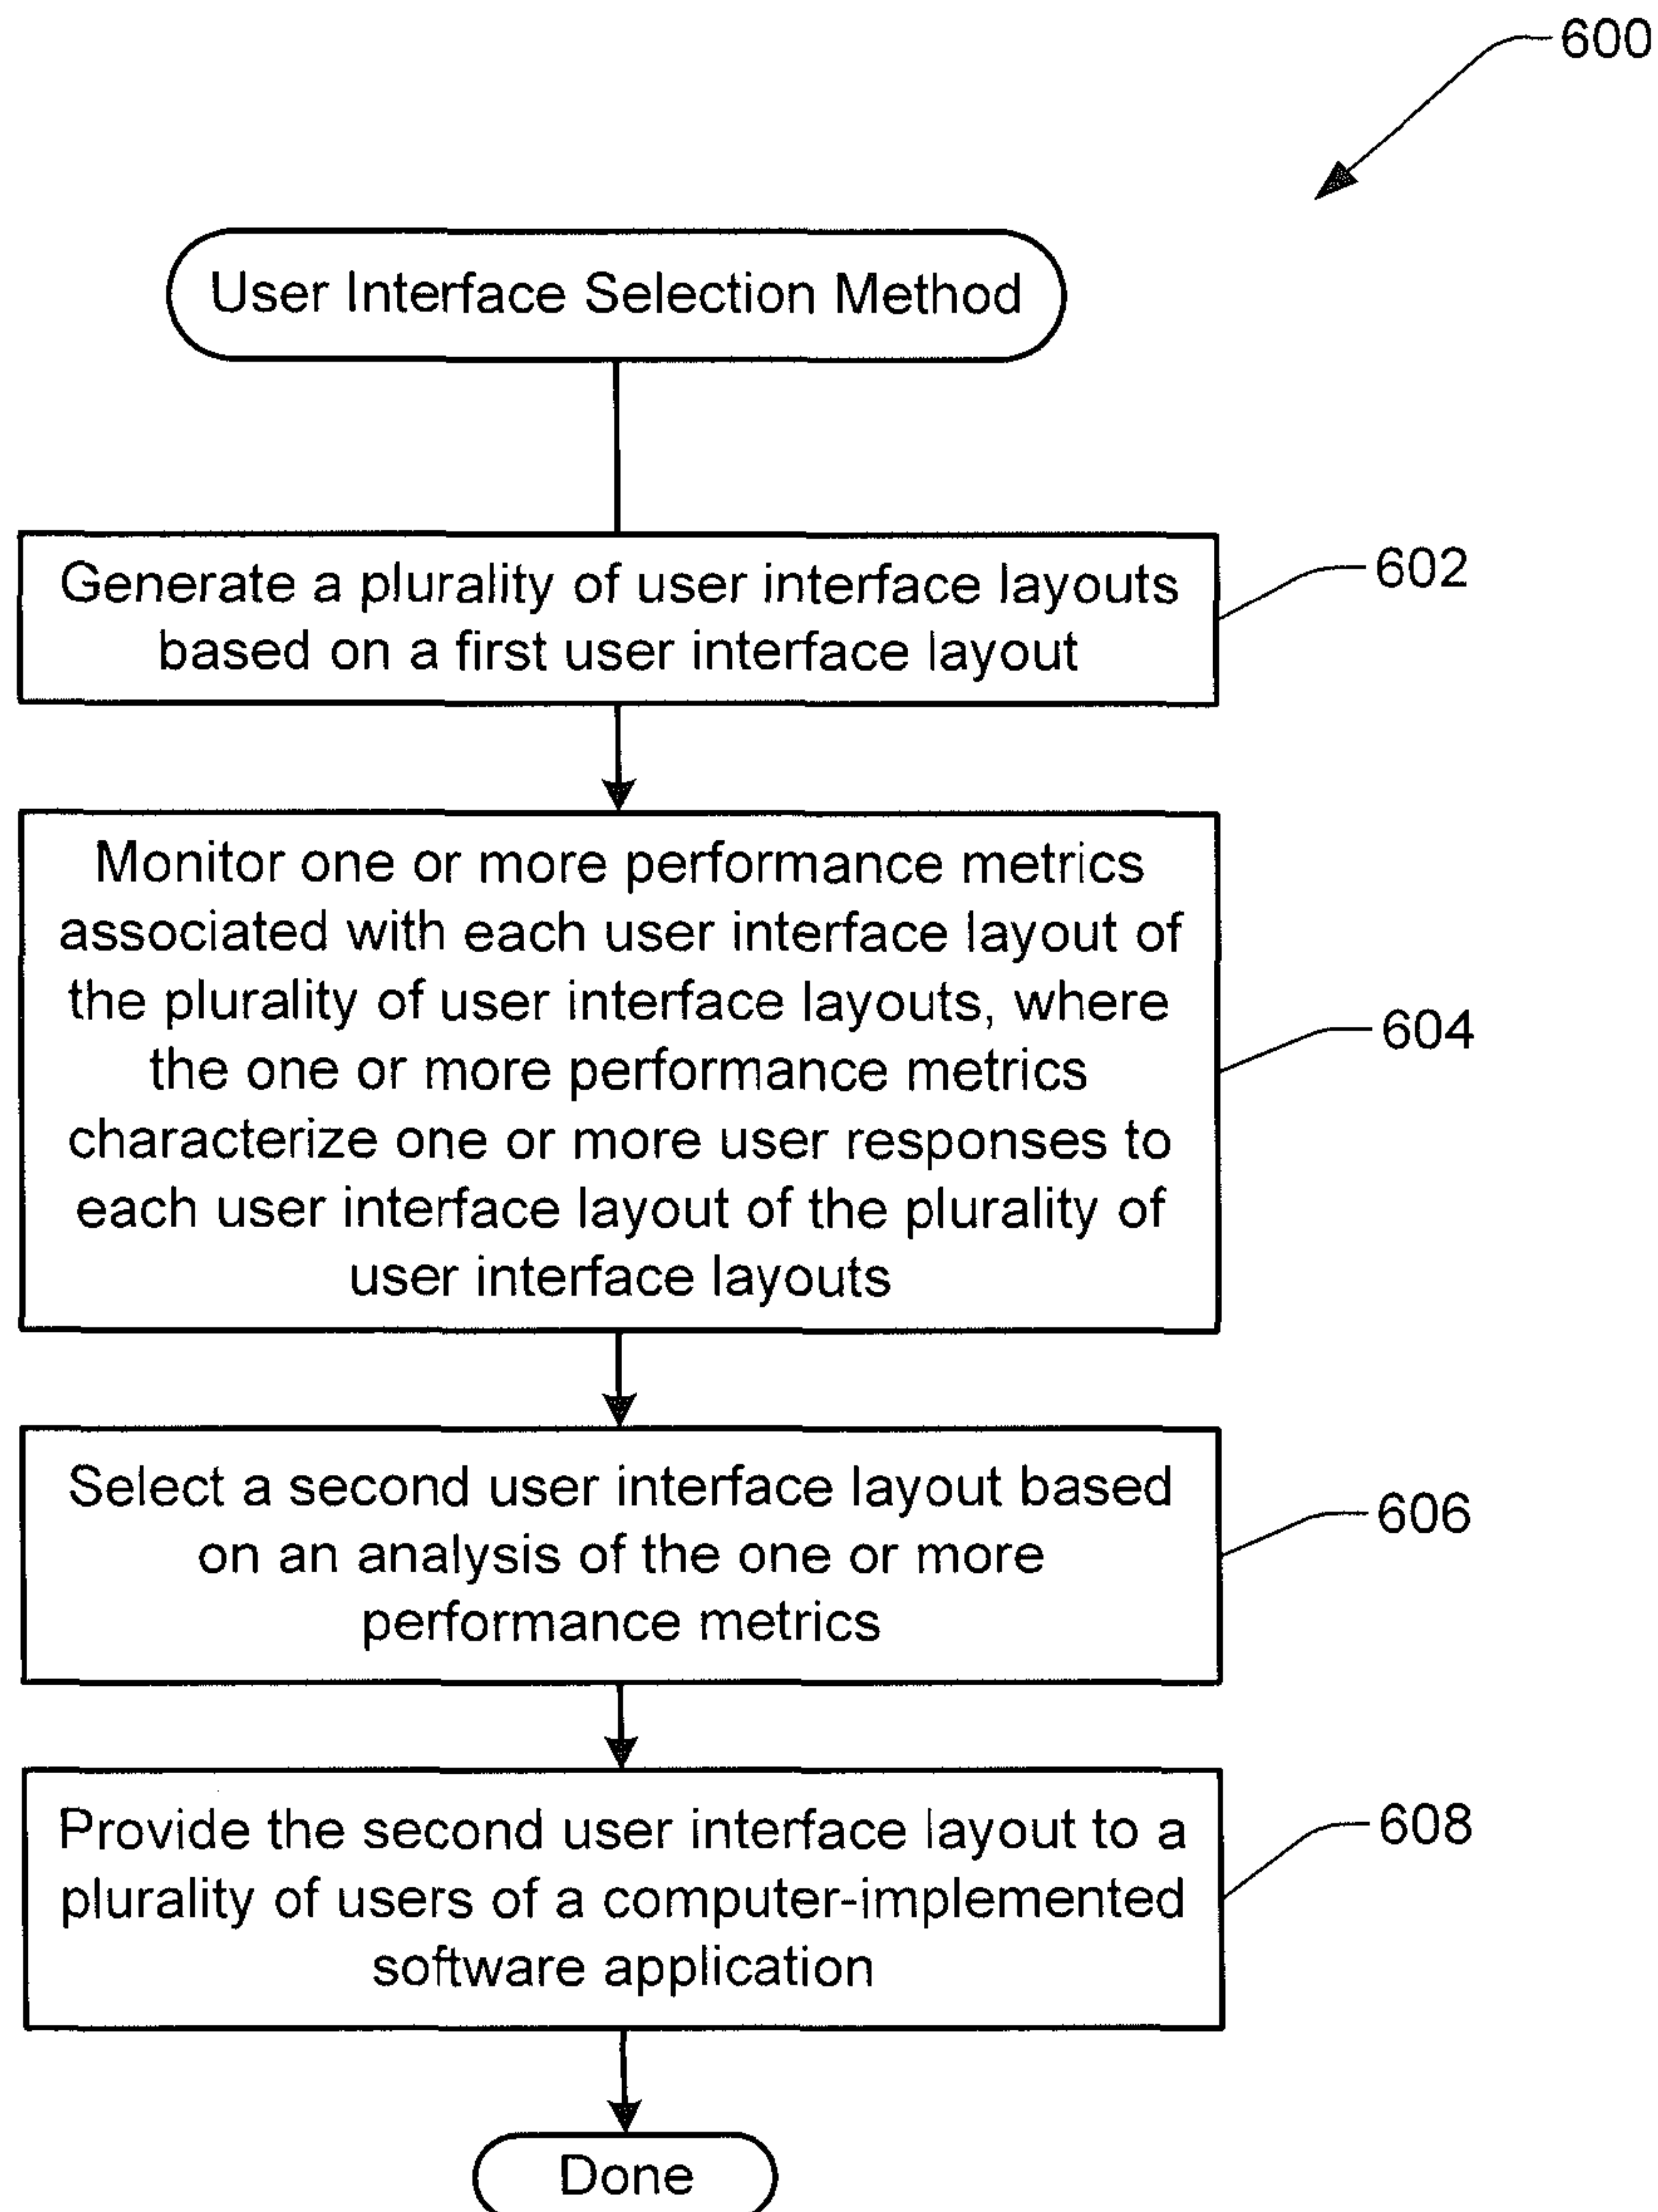 600
User Interface Selection Method
Generate a plurality of user interface layouts
based on a first user interface layout
602
Monitor one or more performance metrics
associated with each user interface layout of
the plurality of user interface layouts, where
the one or more performance metrics
characterize one or more user responses to
each user interface layout of the plurality of
user interface layouts
604
Select a second user interface layout based
on an analysis of the one or more
performance metrics
606
Provide the second user interface layout to a
plurality of users of a computer-implemented
software application
608
Done